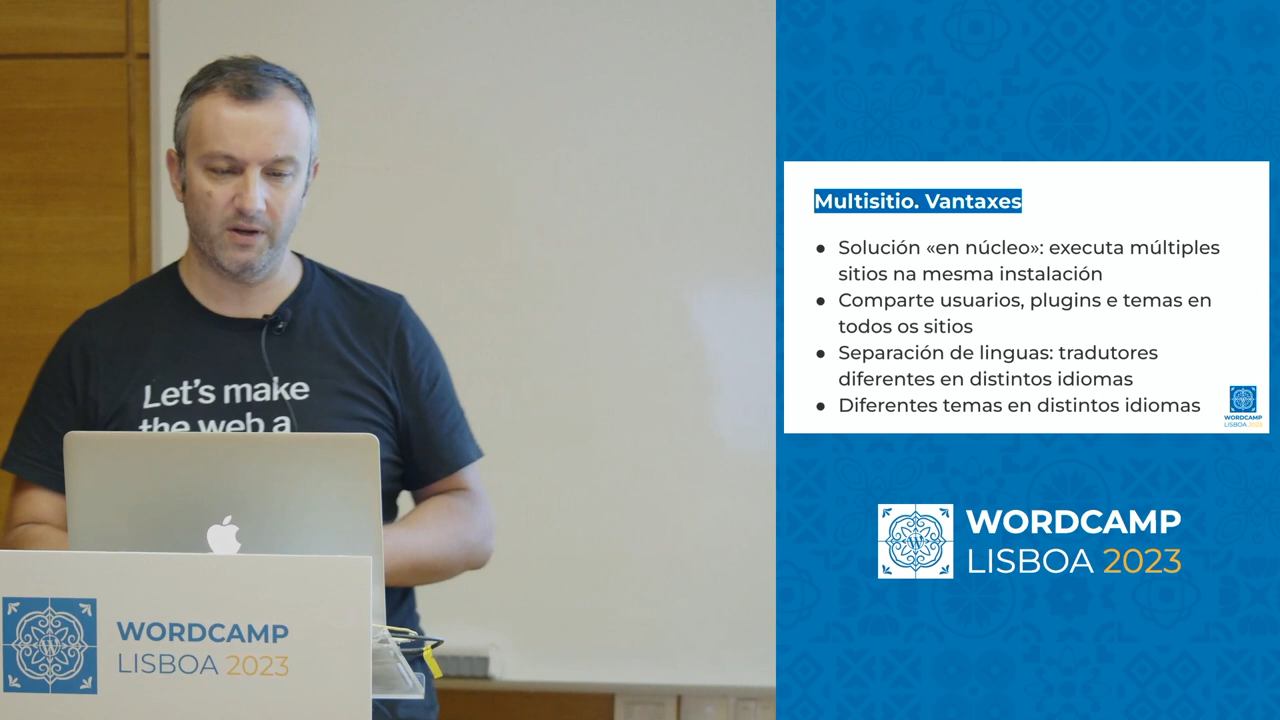 Let's make
the web a
WORDCAMP
LISBOA 2023
Multisitio. Vantaxes
● Solución «en núcleo»: executa múltiples
sitios na mesma instalación
● Comparte usuarios, plugins e temas en
todos os sitios
● Separación de linguas: tradutores
diferentes en distintos idiomas
● Diferentes temas en distintos idiomas
WORDCAMP
LISBOA 2023
WORDCAMP
LISBOA 2023